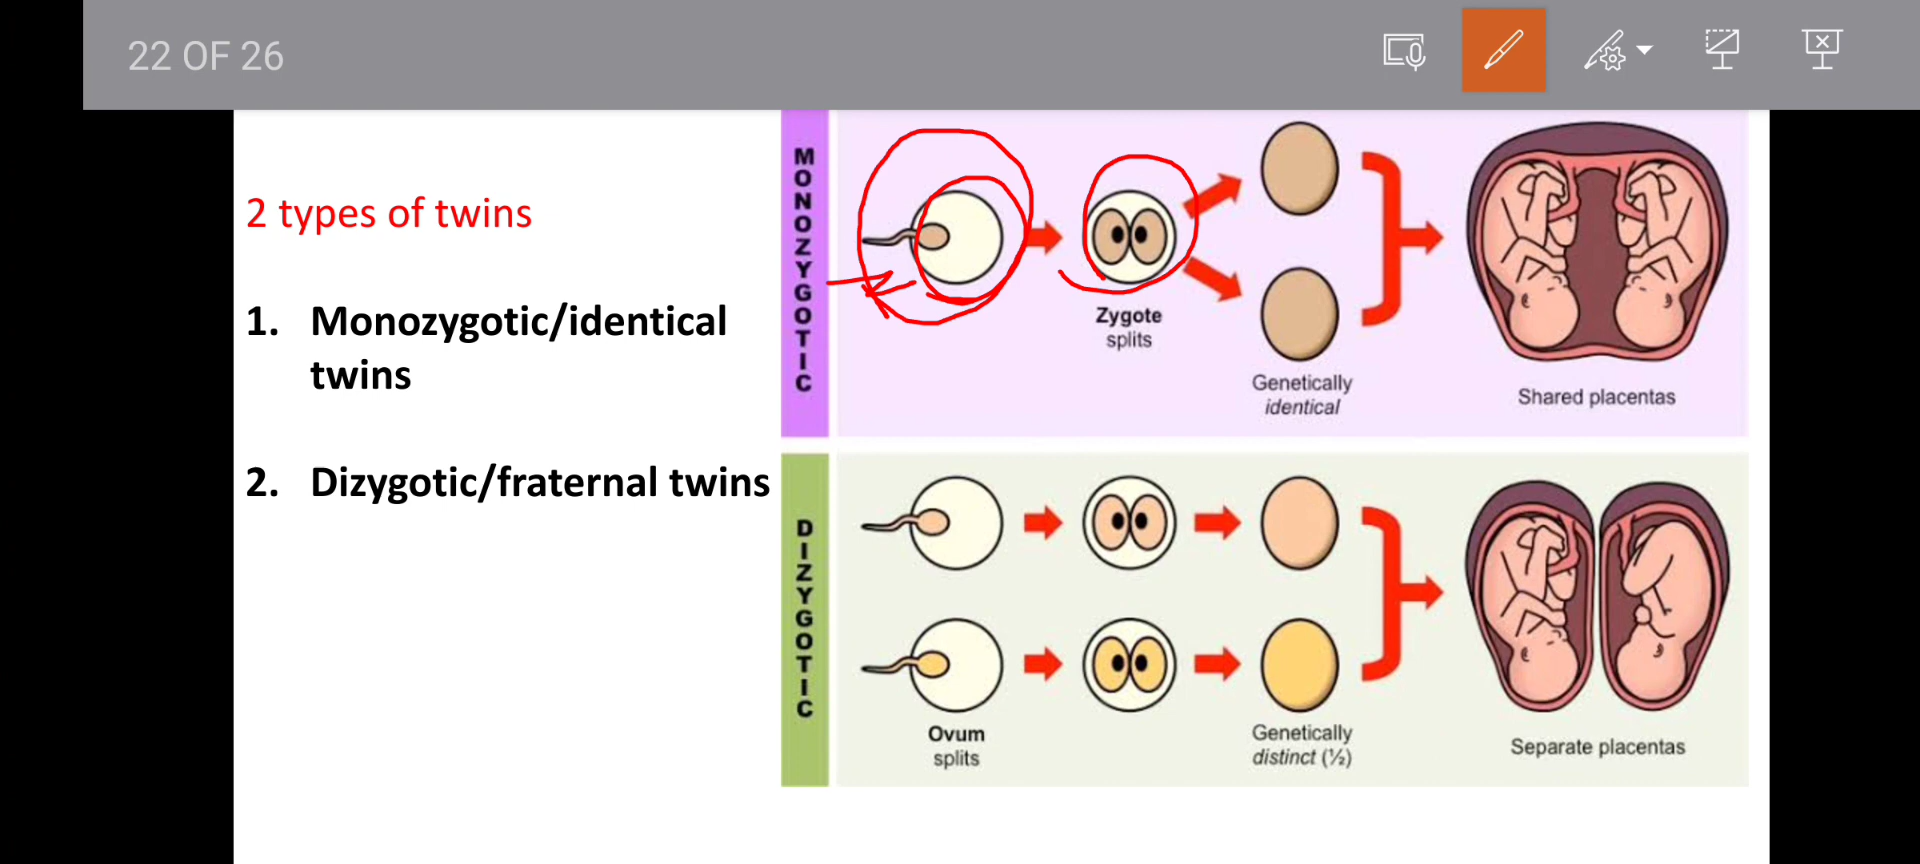 22 OF 26
2 types of twins
1. Monozygotic/identical
twins
2. Dizygotic/fraternal twins
MONOZYGOTIC
Zygote
splits
Genetically
identical
Shared placentas
DIZYGOTIC
Ovum
splits
Genetically
distinct (½)
Separate placentas